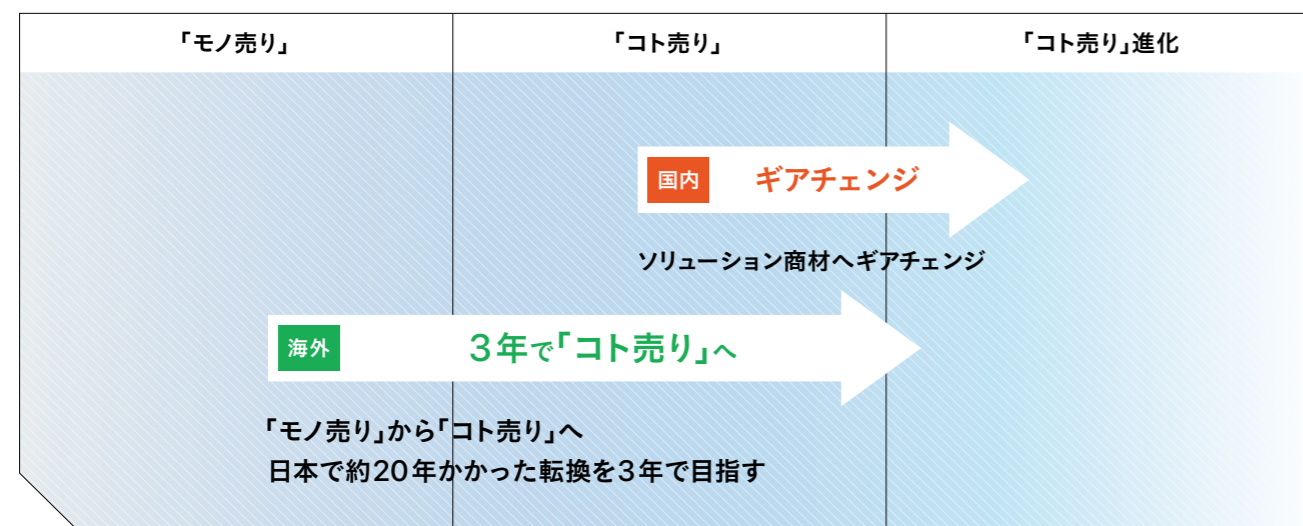 「モノ売り」
「コト売り」
「コト売り」進化
国内
ギアチェンジ
ソリューション商材へギアチェンジ
海外
3年で「コト売り」へ
「モノ売り」から「コト売り」へ
日本で約20年かかった転換を3年で目指す